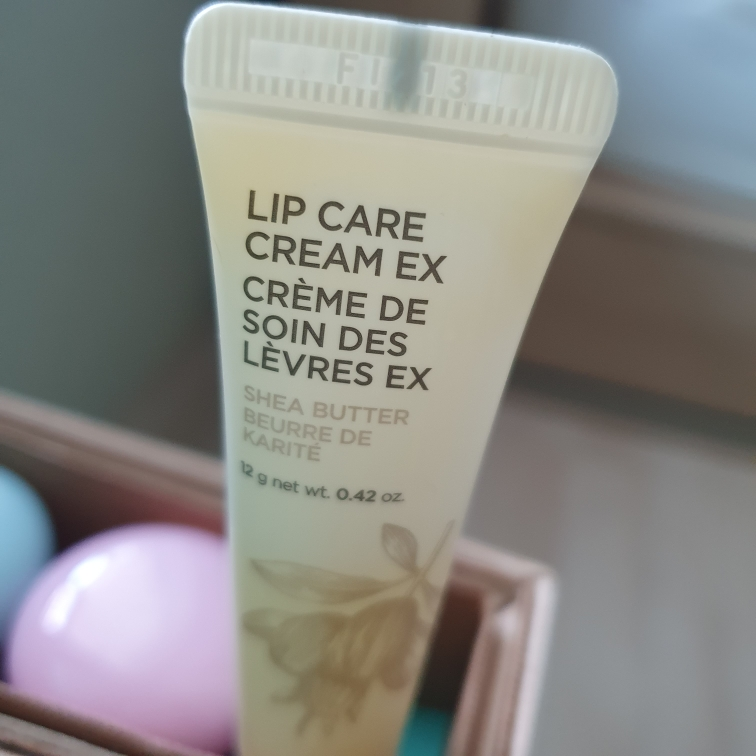 LIP CARE
CREAM EX
CRÈME DE
SOIN DES
LÈVRES EX
SHEA BUTTER
BEURRE DE
KARITÉ
12 g net wt. 0.42 oz.